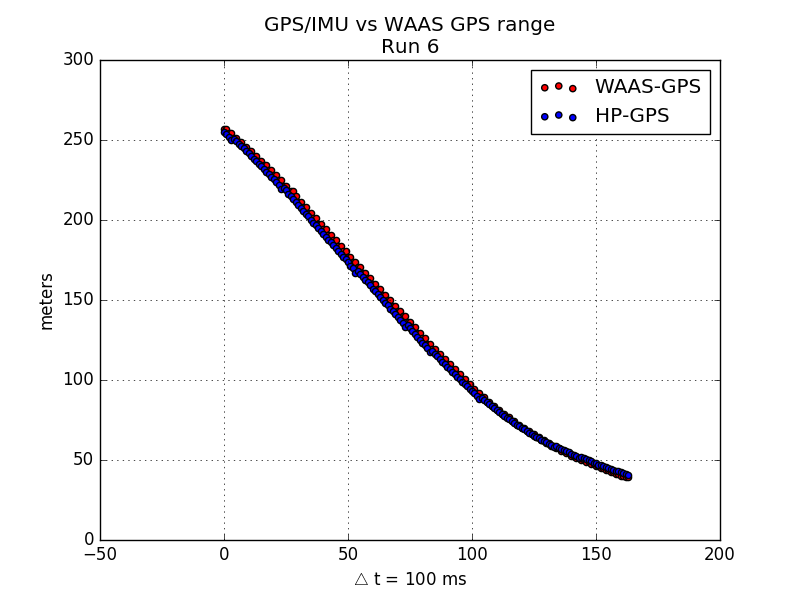 GPS/IMU vs WAAS GPS range
Run 6
WAAS-GPS
HP-GPS
300
250
200
150
100
50
0
meters
−50
0
50
100
150
200
△ t = 100 ms